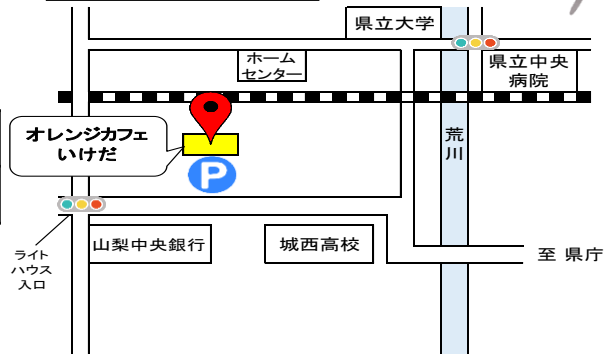 県立大学
ホーム
センター
県立中央
病院
オレンジカフェ
いけだ
P
荒
川
山梨中央銀行
城西高校
至 県庁
ライト
ハウス
入口